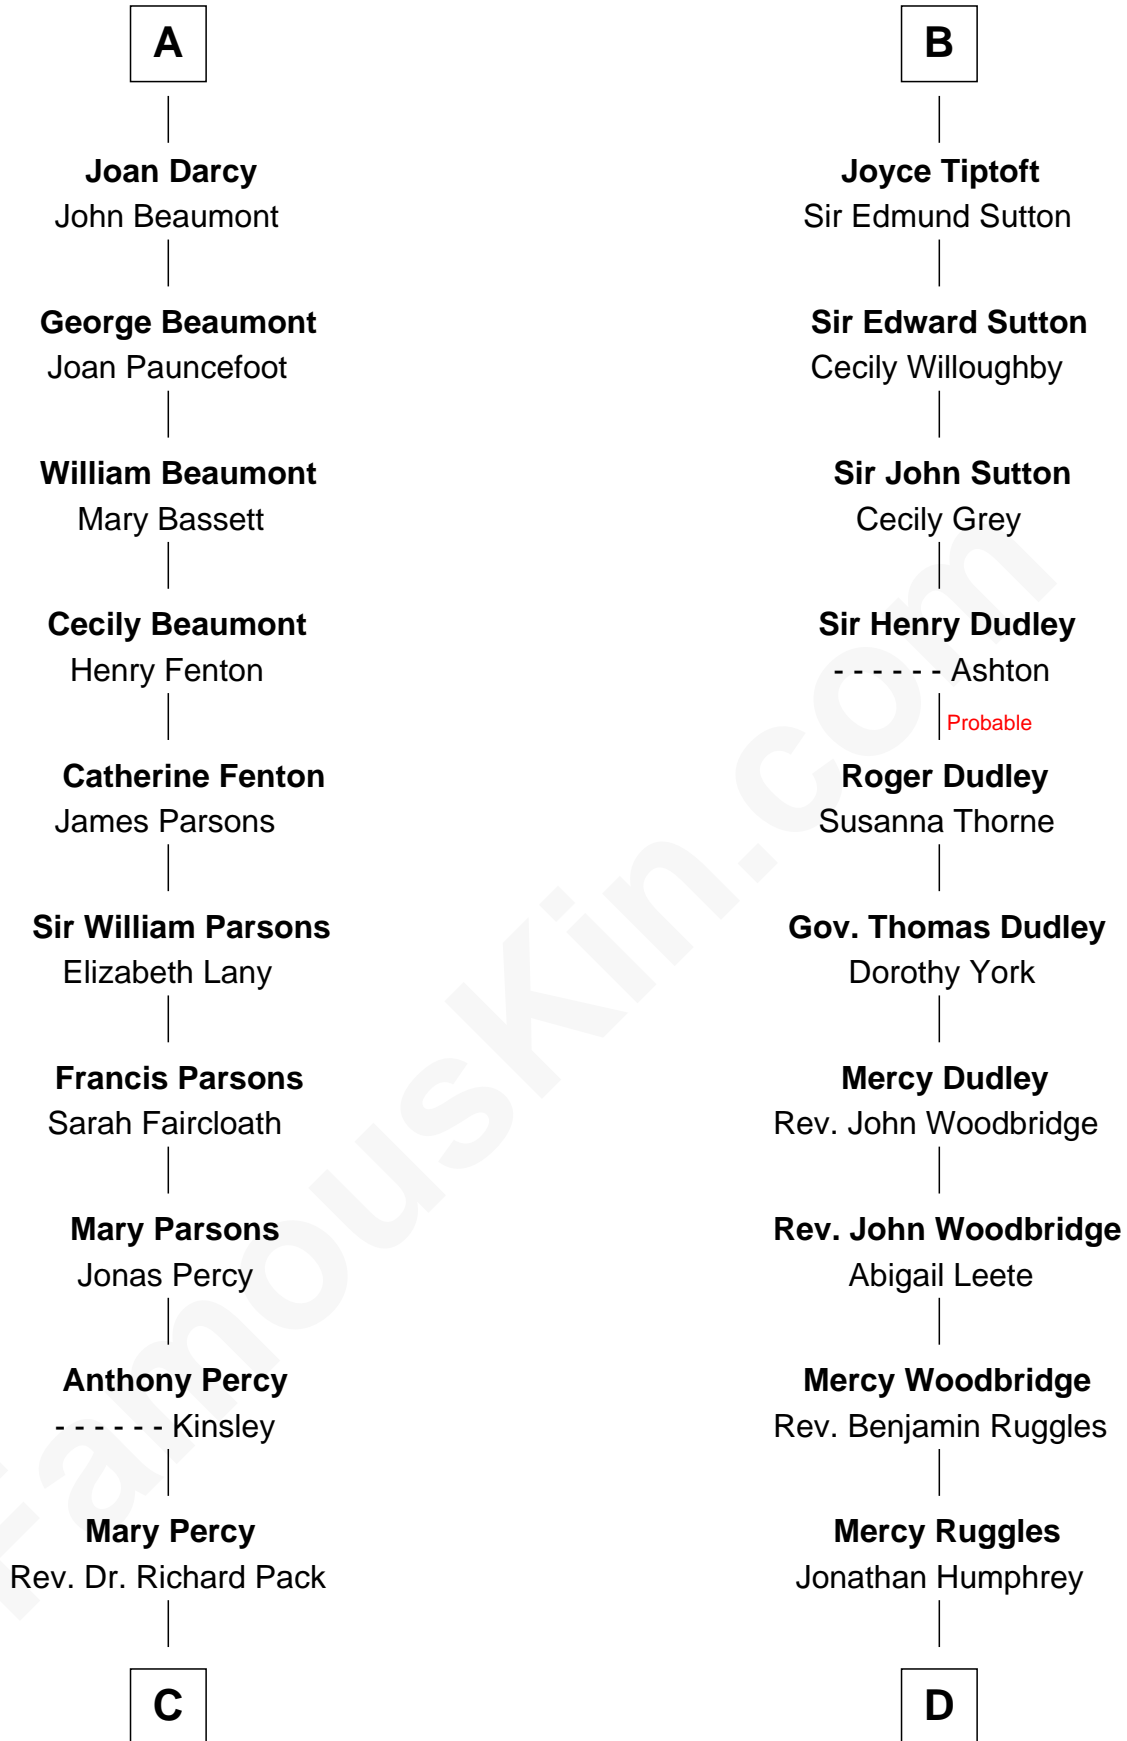 A
Joan Darcy
John Beaumont
George Beaumont
Joan Pauncefoot
William Beaumont
Mary Bassett
Cecily Beaumont
Henry Fenton
Catherine Fenton
James Parsons
Sir William Parsons
Elizabeth Lany
Francis Parsons
Sarah Faircloath
Mary Parsons
Jonas Percy
Anthony Percy
- - - - - - Kinsley
Mary Percy
Rev. Dr. Richard Pack
C
B
Joyce Tiptoft
Sir Edmund Sutton
Sir Edward Sutton
Cecily Willoughby
Sir John Sutton
Cecily Grey
Sir Henry Dudley
- - - - - - Ashton
Probable
Roger Dudley
Susanna Thorne
Gov. Thomas Dudley
Dorothy York
Mercy Dudley
Rev. John Woodbridge
Rev. John Woodbridge
Abigail Leete
Mercy Woodbridge
Rev. Benjamin Ruggles
Mercy Ruggles
Jonathan Humphrey
D
FamousKin.com